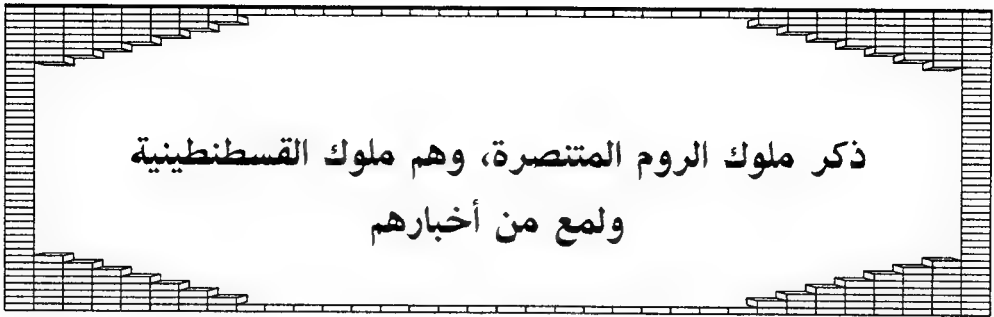 ذكر ملوك الروم المتنصرة، وهم ملوك القسطنطينية
ولمع من أخبارهم